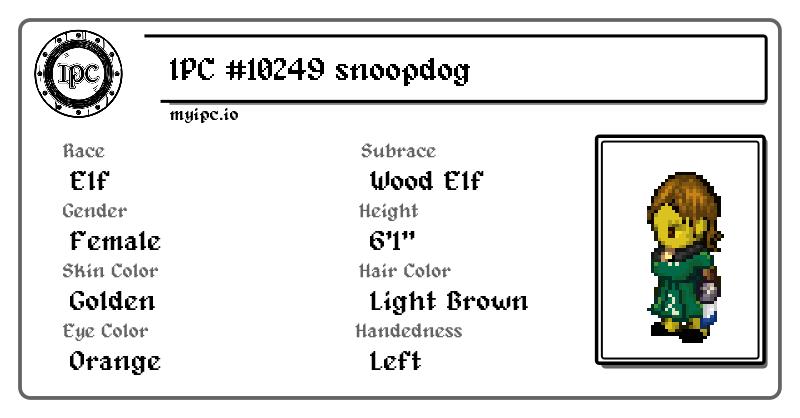 IPC
IPC #10249 snoopdog
myipc.io
Race
Elf
Subrace
Wood Elf
Gender
Female
Height
6'1"
Skin Color
Golden
Hair Color
Light Brown
Eye Color
Orange
Handedness
Left